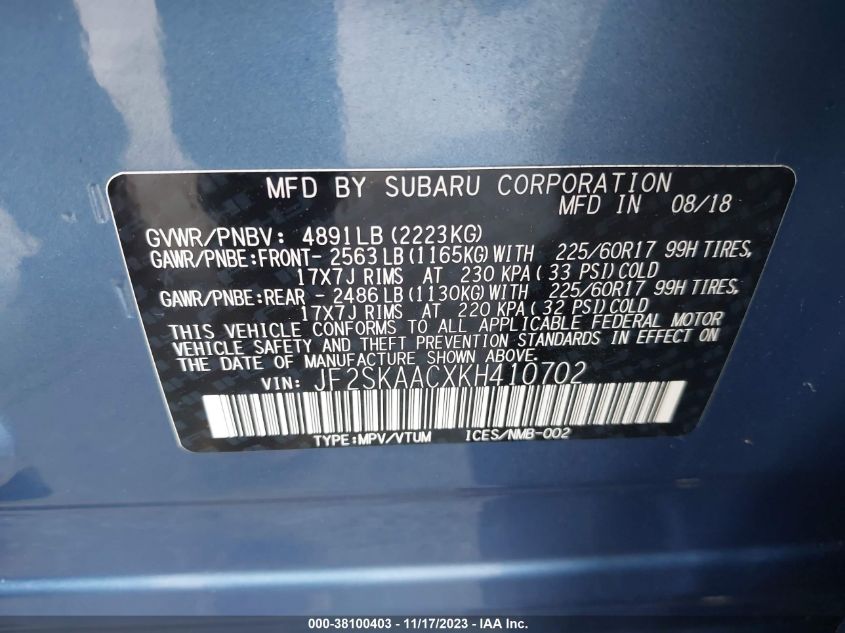 MFD BY SUBARU CORPORATION
MFD IN 08/18
GVWR/PNBV: 4891LB (2223KG)
GAWR/PNBE:FRONT- 2563LB (1165KG) WITH 225/60R17 99H TIRES,
17X7J RIMS AT 230 KPA ( 33 PSI) COLD
GAWR/PNBE:REAR - 2486LB (1130KG) WITH 225/60R17 99H TIRES,
17X7J RIMS AT 220 KPA ( 32 PSI) COLD
THIS VEHICLE CONFORMS TO ALL APPLICABLE FEDERAL MOTOR
VEHICLE SAFETY AND THEFT PREVENTION STANDARDS IN EFFECT ON
THE DATE OF MANUFACTURE SHOWN ABOVE.
VIN: JF2SKAACXKH410702
TYPE:MPV/VTUM ICES/NMB-002
000-38100403 - 11/17/2023 - IAA Inc.